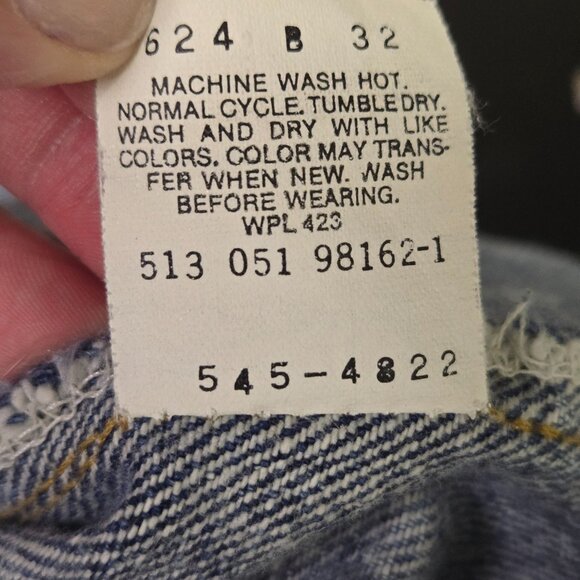 624 B 32
MACHINE WASH HOT.
NORMAL CYCLE. TUMBLE DRY.
WASH AND DRY WITH LIKE
COLORS. COLOR MAY TRANS-
FER WHEN NEW. WASH
BEFORE WEARING.
WPL 423
513 051 98162-1
545-4822